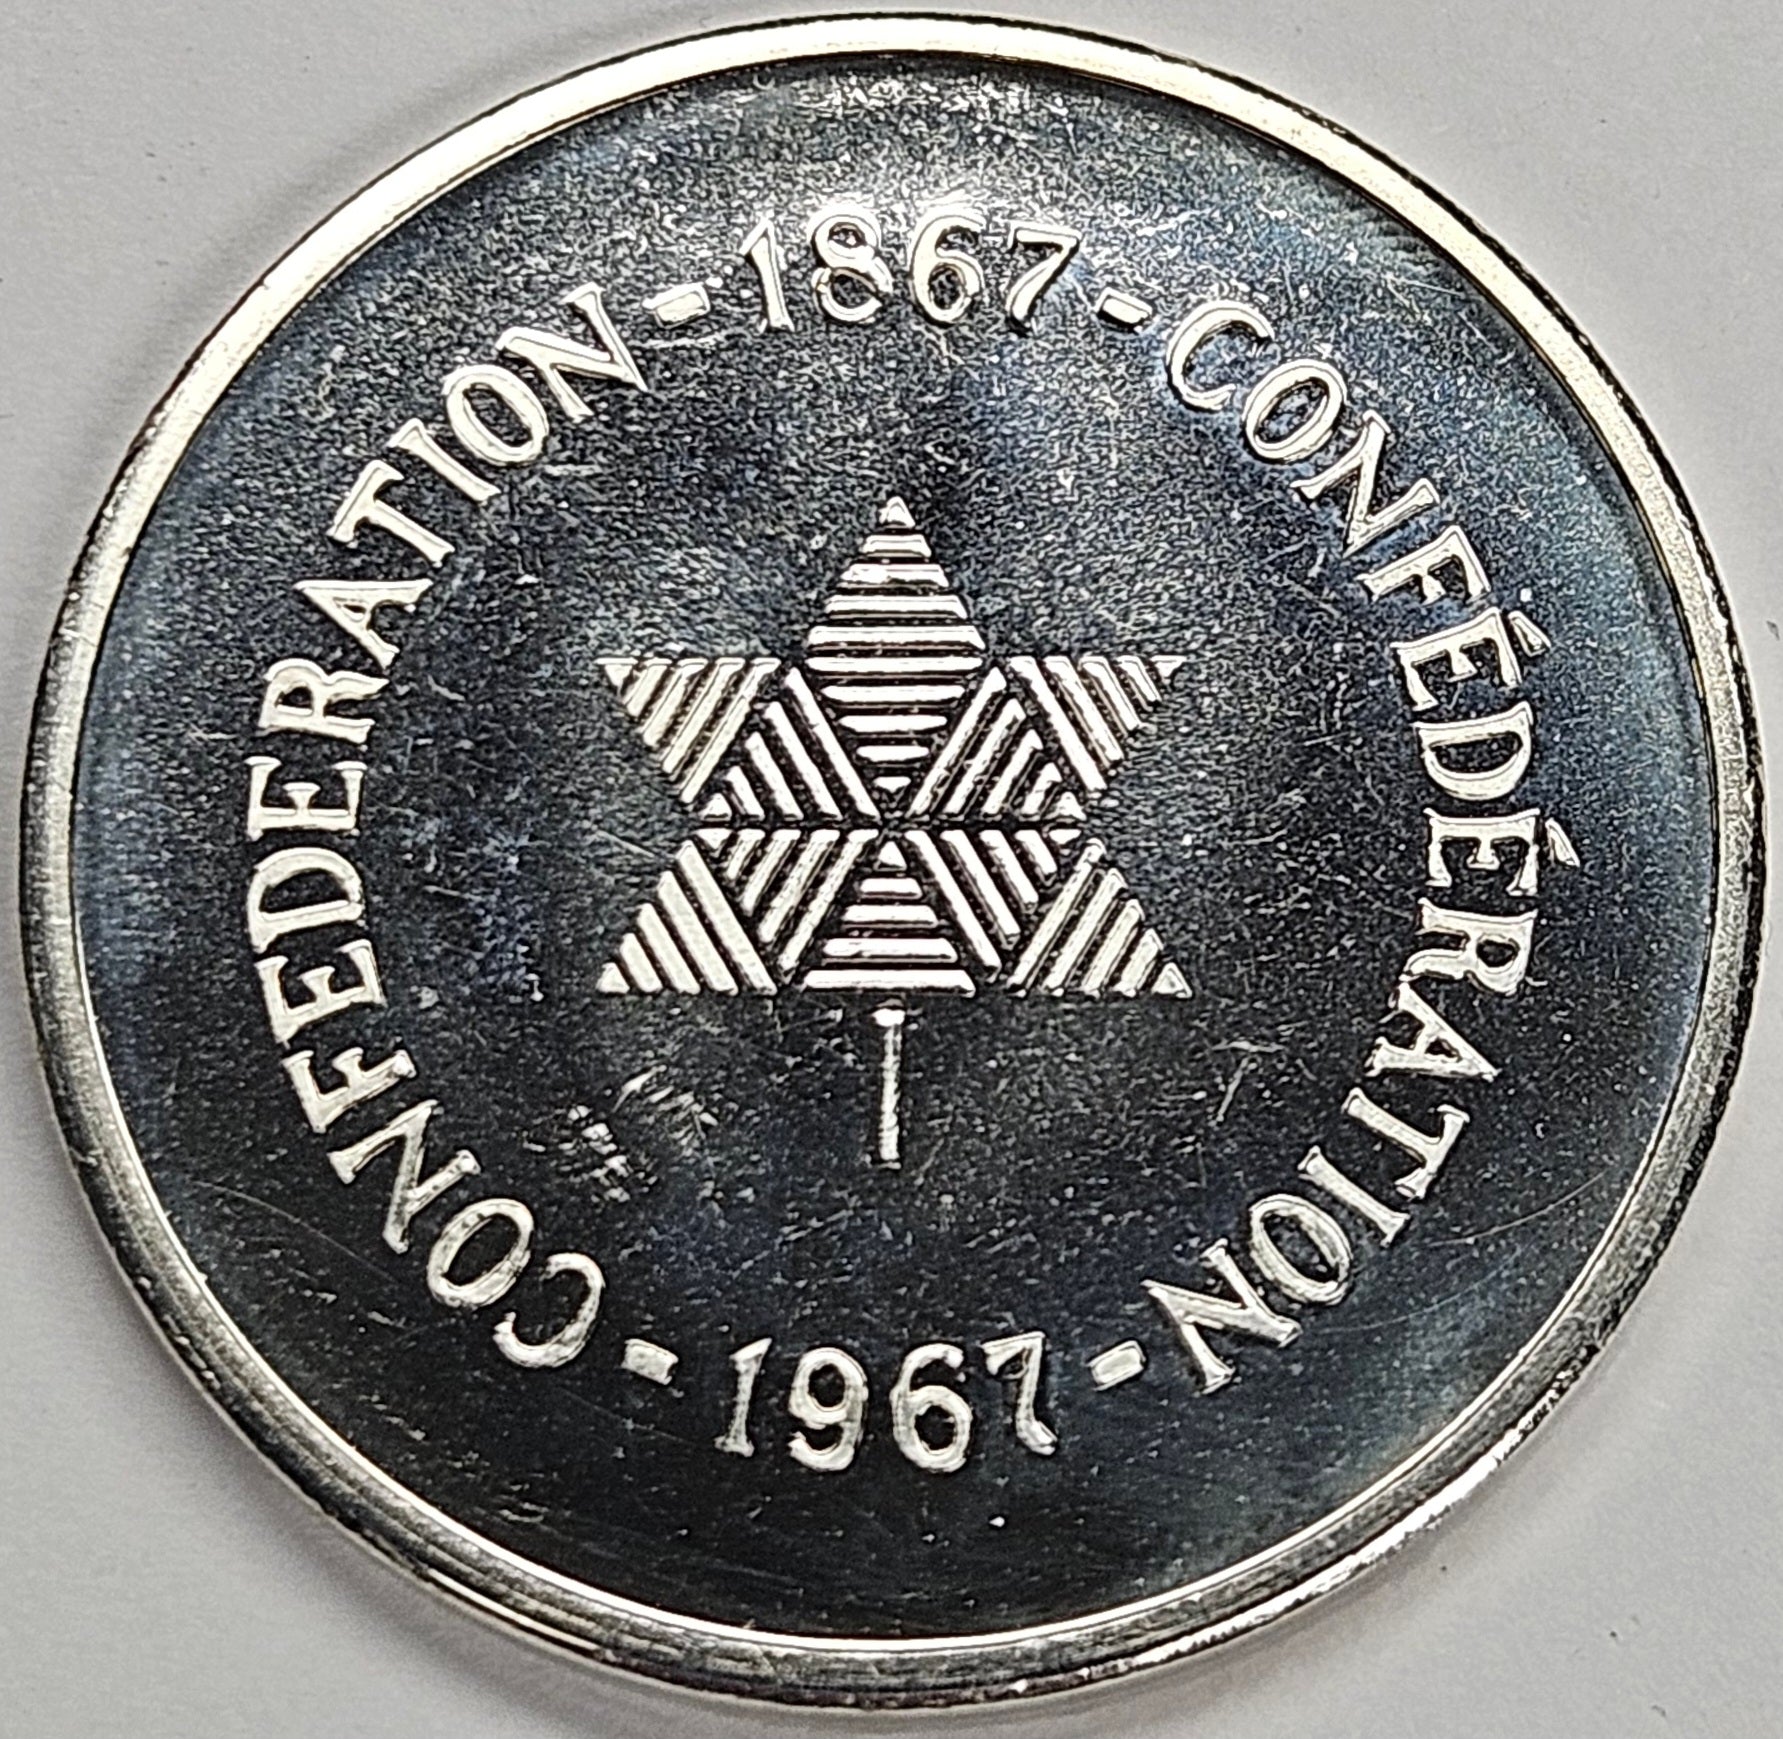 CONFEDERATION - 1867 - CONFÉDÉRATION - 1967 -